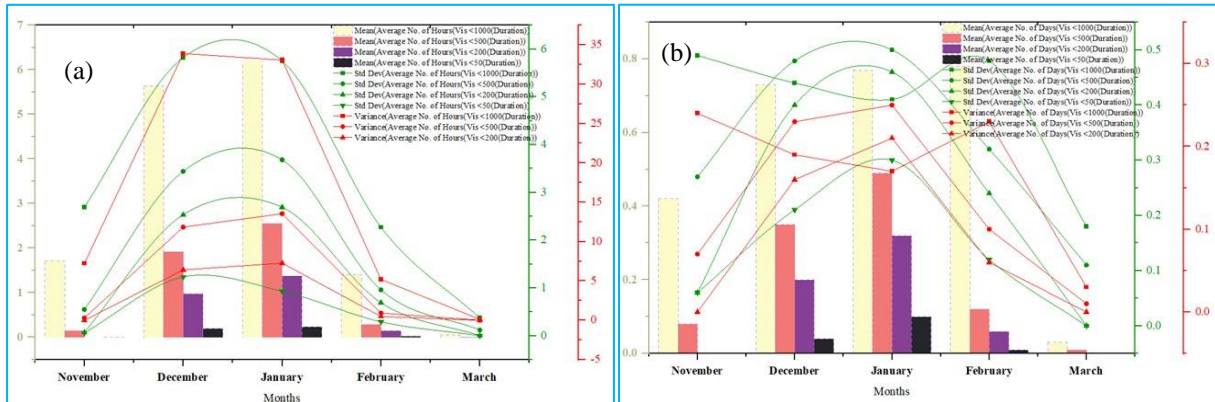 (a)
Mean(Average No. of Hours(Vis <1000(Duration))
Mean(Average No. of Hours(Vis <500(Duration))
Mean(Average No. of Hours(Vis <200(Duration))
Mean(Average No. of Hours(Vis <50(Duration))
Std Dev(Average No. of Hours(Vis <1000(Duration))
Std Dev(Average No. of Hours(Vis <500(Duration))
Std Dev(Average No. of Hours(Vis <200(Duration))
Std Dev(Average No. of Hours(Vis <50(Duration))
Variance(Average No. of Hours(Vis <1000(Duration))
Variance(Average No. of Hours(Vis <500(Duration))
Variance(Average No. of Hours(Vis <200(Duration))
7
6
5
4
3
2
1
0
6
5
4
3
2
1
0
35
30
25
20
15
10
5
0
-5
November December January February March
Months
(b)
Mean(Average No. of Days(Vis <1000(Duration))
Mean(Average No. of Days(Vis <500(Duration))
Mean(Average No. of Days(Vis <200(Duration))
Mean(Average No. of Days(Vis <50(Duration))
Std Dev(Average No. of Days(Vis <1000(Duration))
Std Dev(Average No. of Days(Vis <500(Duration))
Std Dev(Average No. of Days(Vis <200(Duration))
Std Dev(Average No. of Days(Vis <50(Duration))
Variance(Average No. of Days(Vis <1000(Duration))
Variance(Average No. of Days(Vis <500(Duration))
Variance(Average No. of Days(Vis <200(Duration)
0.8
0.6
0.4
0.2
0.0
0.5
0.4
0.3
0.2
0.1
0.0
0.3
0.2
0.1
0.0
November December January February March
Months